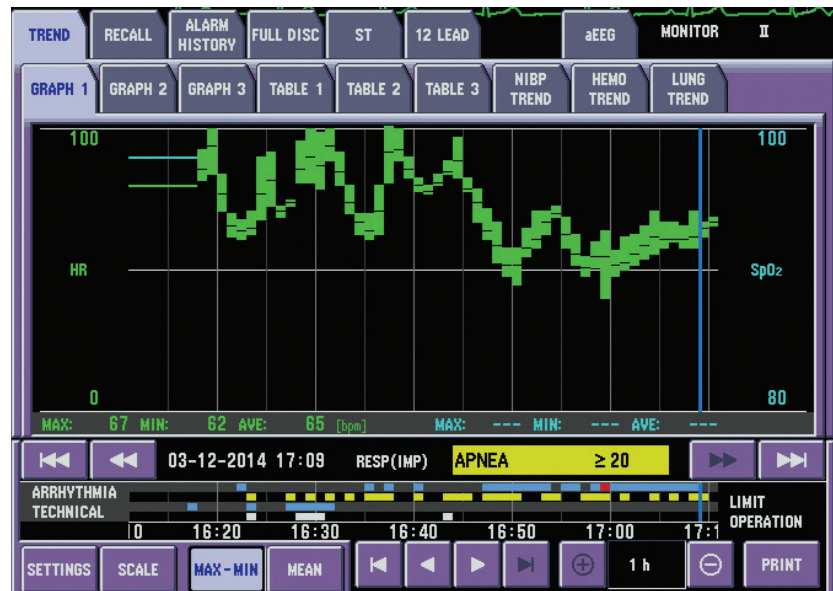 TREND RECALL ALARM HISTORY FULL DISC ST 12 LEAD aEEG MONITOR II
GRAPH 1 GRAPH 2 GRAPH 3 TABLE 1 TABLE 2 TABLE 3 NIBP TREND HEMO TREND LUNG TREND
100 100
HR SpO2
0 80
MAX: 67 MIN: 62 AVE: 65 [bpm] MAX: --- MIN: --- AVE: ---
03-12-2014 17:09 RESP(IMP) APNEA ≥ 20
ARRHYTHMIA
TECHNICAL
LIMIT
OPERATION
10 16:20 16:30 16:40 16:50 17:00 17:1
SETTINGS SCALE MAX-MIN MEAN 1 h PRINT